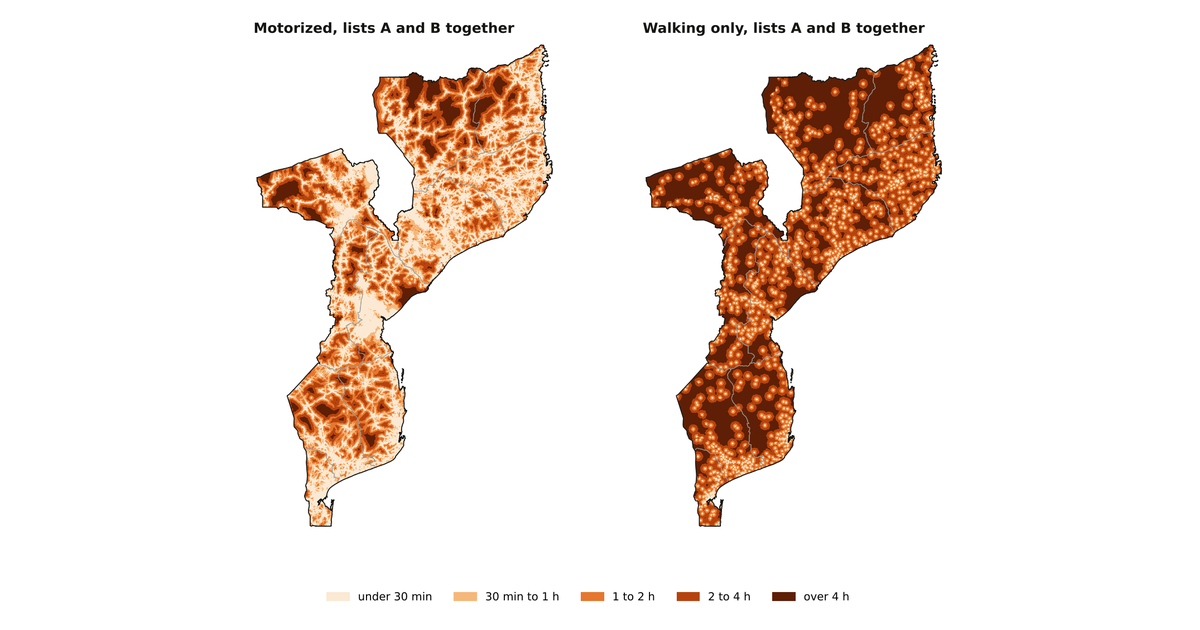 Motorized, lists A and B together
Walking only, lists A and B together
under 30 min
30 min to 1 h
1 to 2 h
2 to 4 h
over 4 h